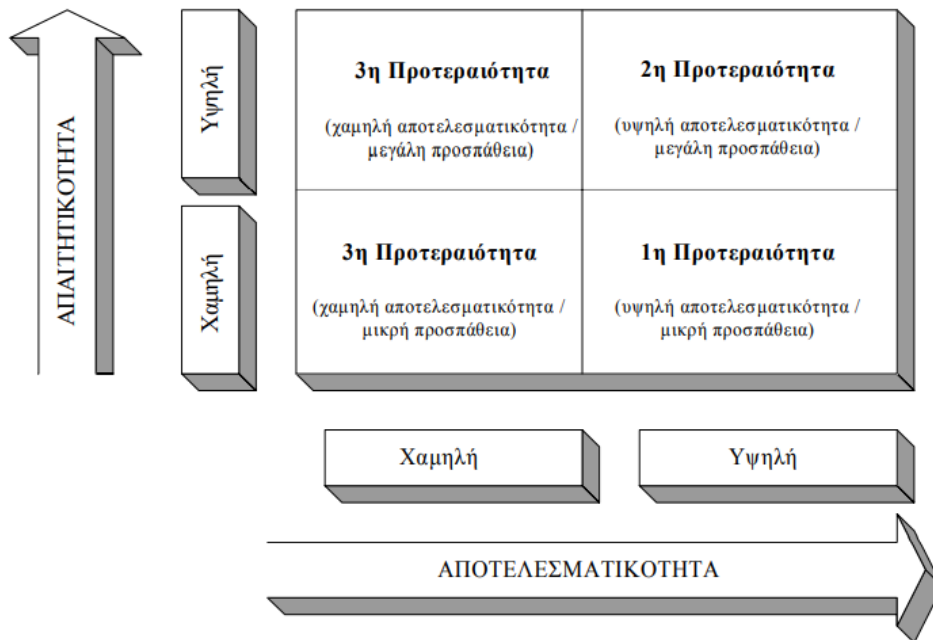 ΑΠΑΙΤΗΤΙΚΟΤΗΤΑ
Υψηλή
Χαμηλή
3η Προτεραιότητα
(χαμηλή αποτελεσματικότητα /
μεγάλη προσπάθεια)
2η Προτεραιότητα
(υψηλή αποτελεσματικότητα /
μεγάλη προσπάθεια)
3η Προτεραιότητα
(χαμηλή αποτελεσματικότητα /
μικρή προσπάθεια)
1η Προτεραιότητα
(υψηλή αποτελεσματικότητα /
μικρή προσπάθεια)
Χαμηλή
Υψηλή
ΑΠΟΤΕΛΕΣΜΑΤΙΚΟΤΗΤΑ